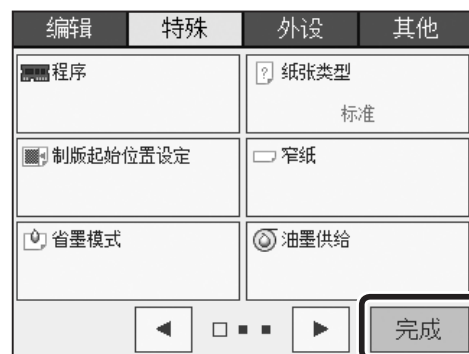 编辑 特殊 外设 其他
程序 纸张类型
标准
制版起始位置设定 窄纸
省墨模式 油墨供给
完成